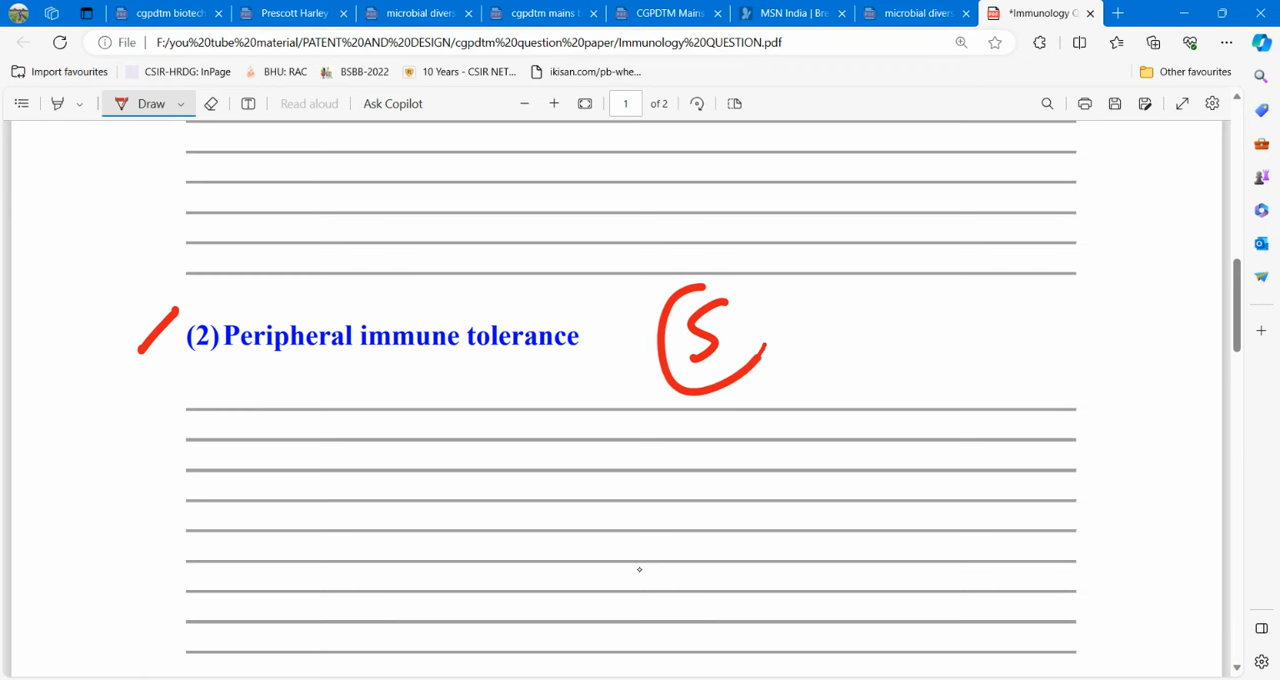 cgpdtm biotech
Prescott Harley
microbial divers
cgpdtm mains t
CGPDTM Mains
MSN India | Bre
microbial divers
*Immunology Q
File
F:/you%20tube%20material/PATENT%20AND%20DESIGN/cgpdtm%20question%20paper/Immunology%20QUESTION.pdf
Import favourites
CSIR-HRDG: InPage
BHU: RAC
BSBB-2022
10 Years - CSIR NET...
ikisan.com/pb-whe...
Other favourites
Draw
Read aloud
Ask Copilot
1
of 2
(2) Peripheral immune tolerance
5